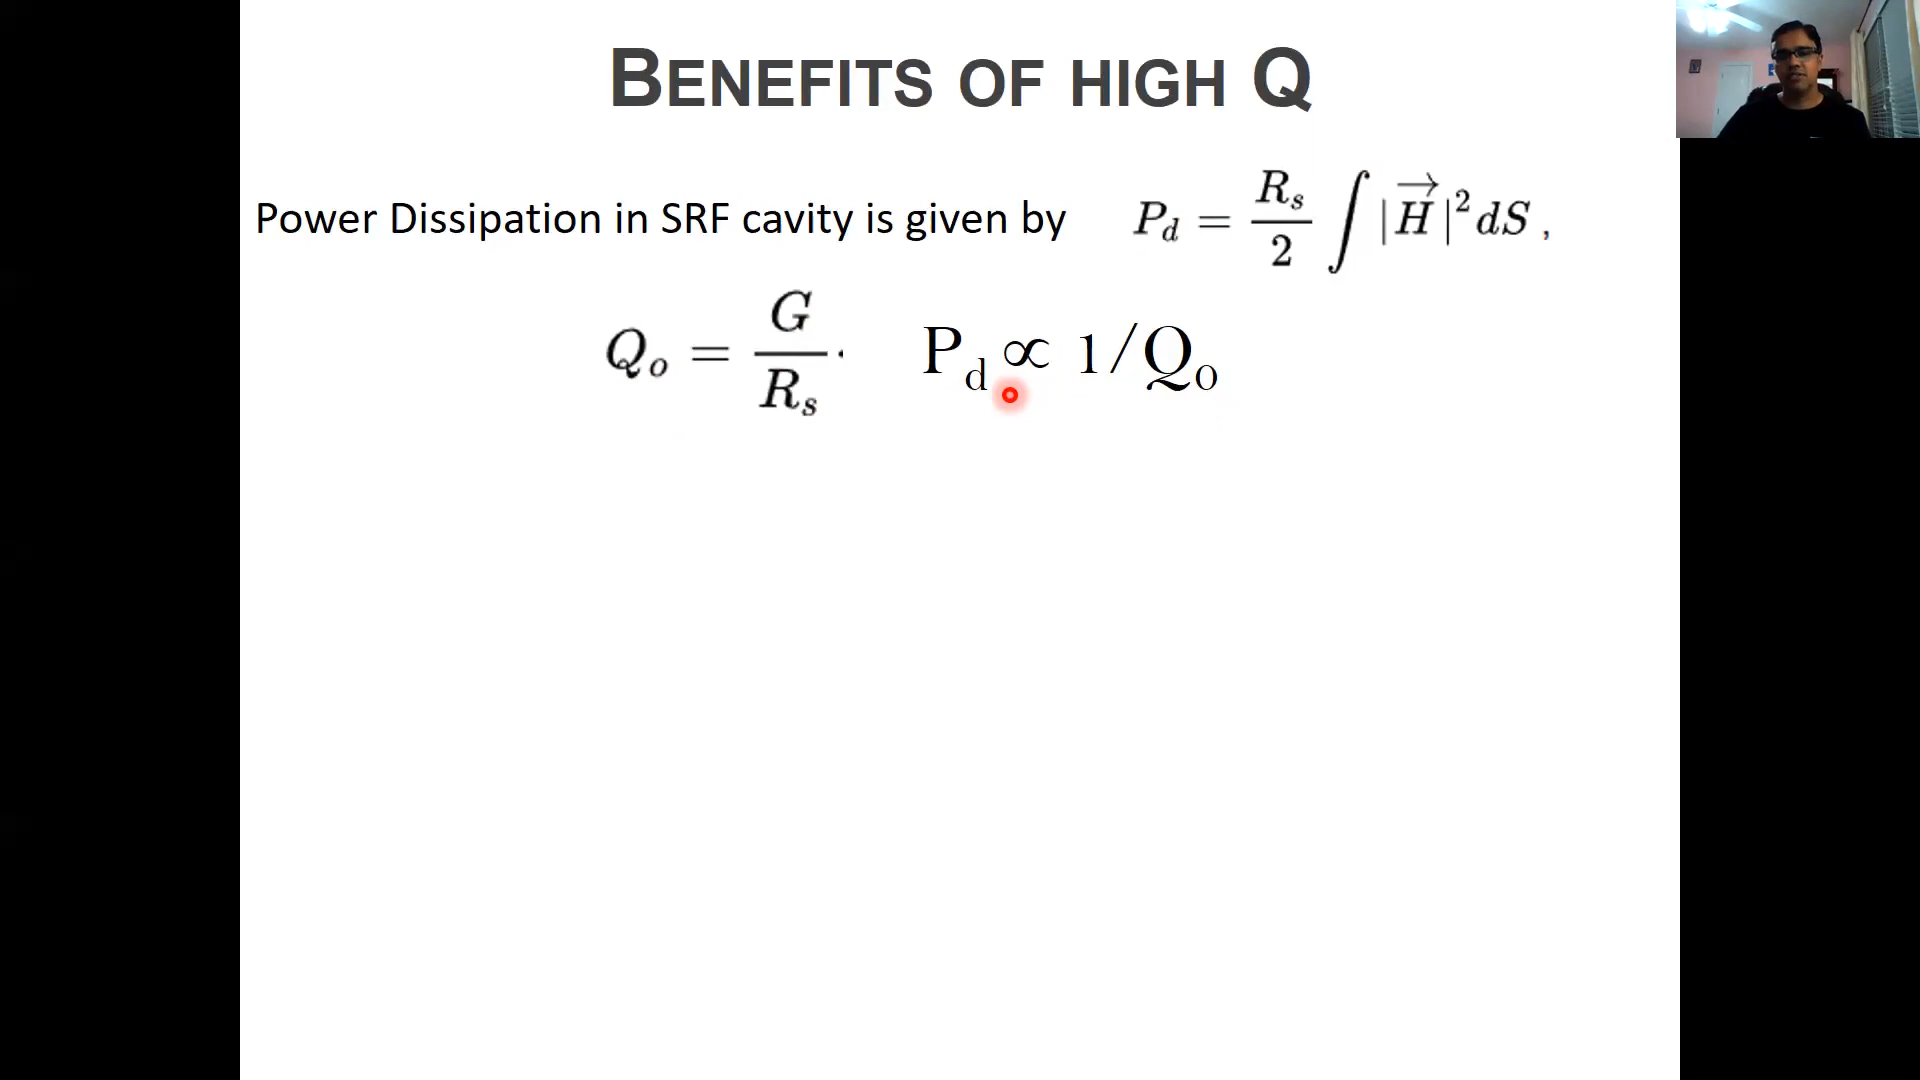 BENEFITS OF HIGH Q
Power Dissipation in SRF cavity is given by P_d = R_s/2 ∫ |H⃗|² dS ,
Q_o = G/R_s · P_d ∝ 1/Q_0